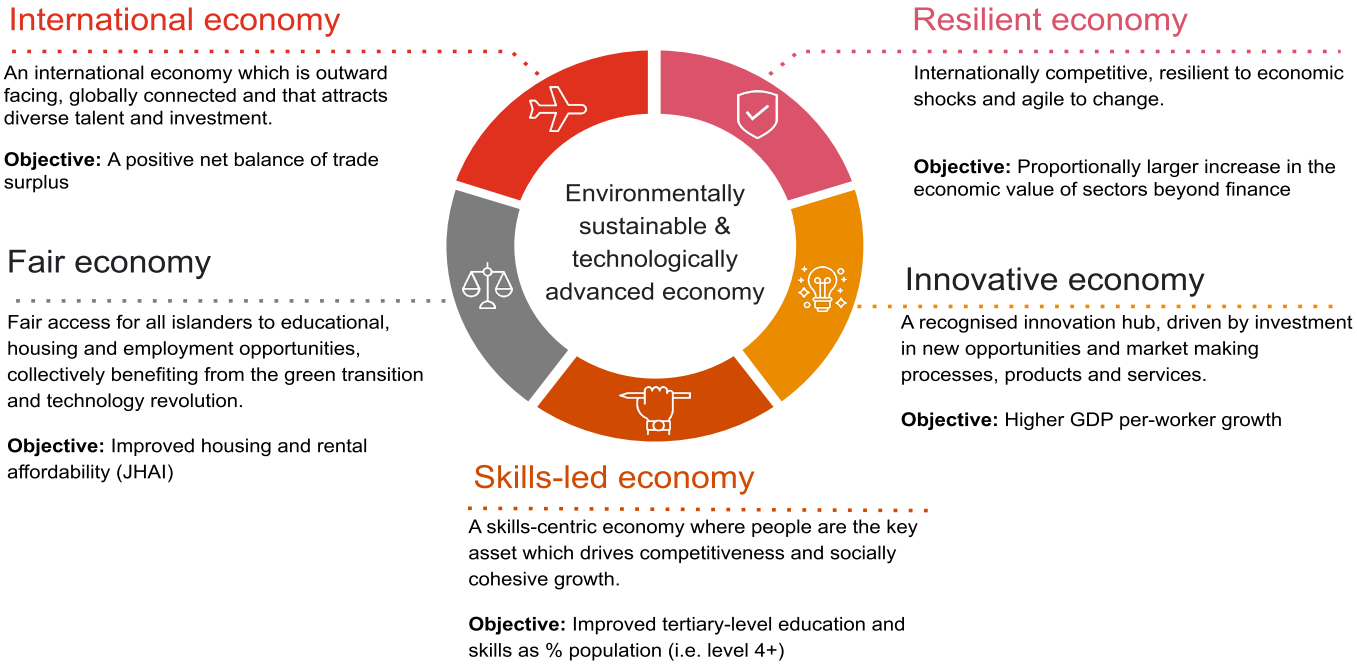 International economy
An international economy which is outward
facing, globally connected and that attracts
diverse talent and investment.
Objective: A positive net balance of trade
surplus
Resilient economy
Internationally competitive, resilient to economic
shocks and agile to change.
Objective: Proportionally larger increase in the
economic value of sectors beyond finance
Environmentally
sustainable &
technologically
advanced economy
Fair economy
Fair access for all islanders to educational,
housing and employment opportunities,
collectively benefiting from the green transition
and technology revolution.
Objective: Improved housing and rental
affordability (JHAI)
Innovative economy
A recognised innovation hub, driven by investment
in new opportunities and market making
processes, products and services.
Objective: Higher GDP per-worker growth
Skills-led economy
A skills-centric economy where people are the key
asset which drives competitiveness and socially
cohesive growth.
Objective: Improved tertiary-level education and
skills as % population (i.e. level 4+)